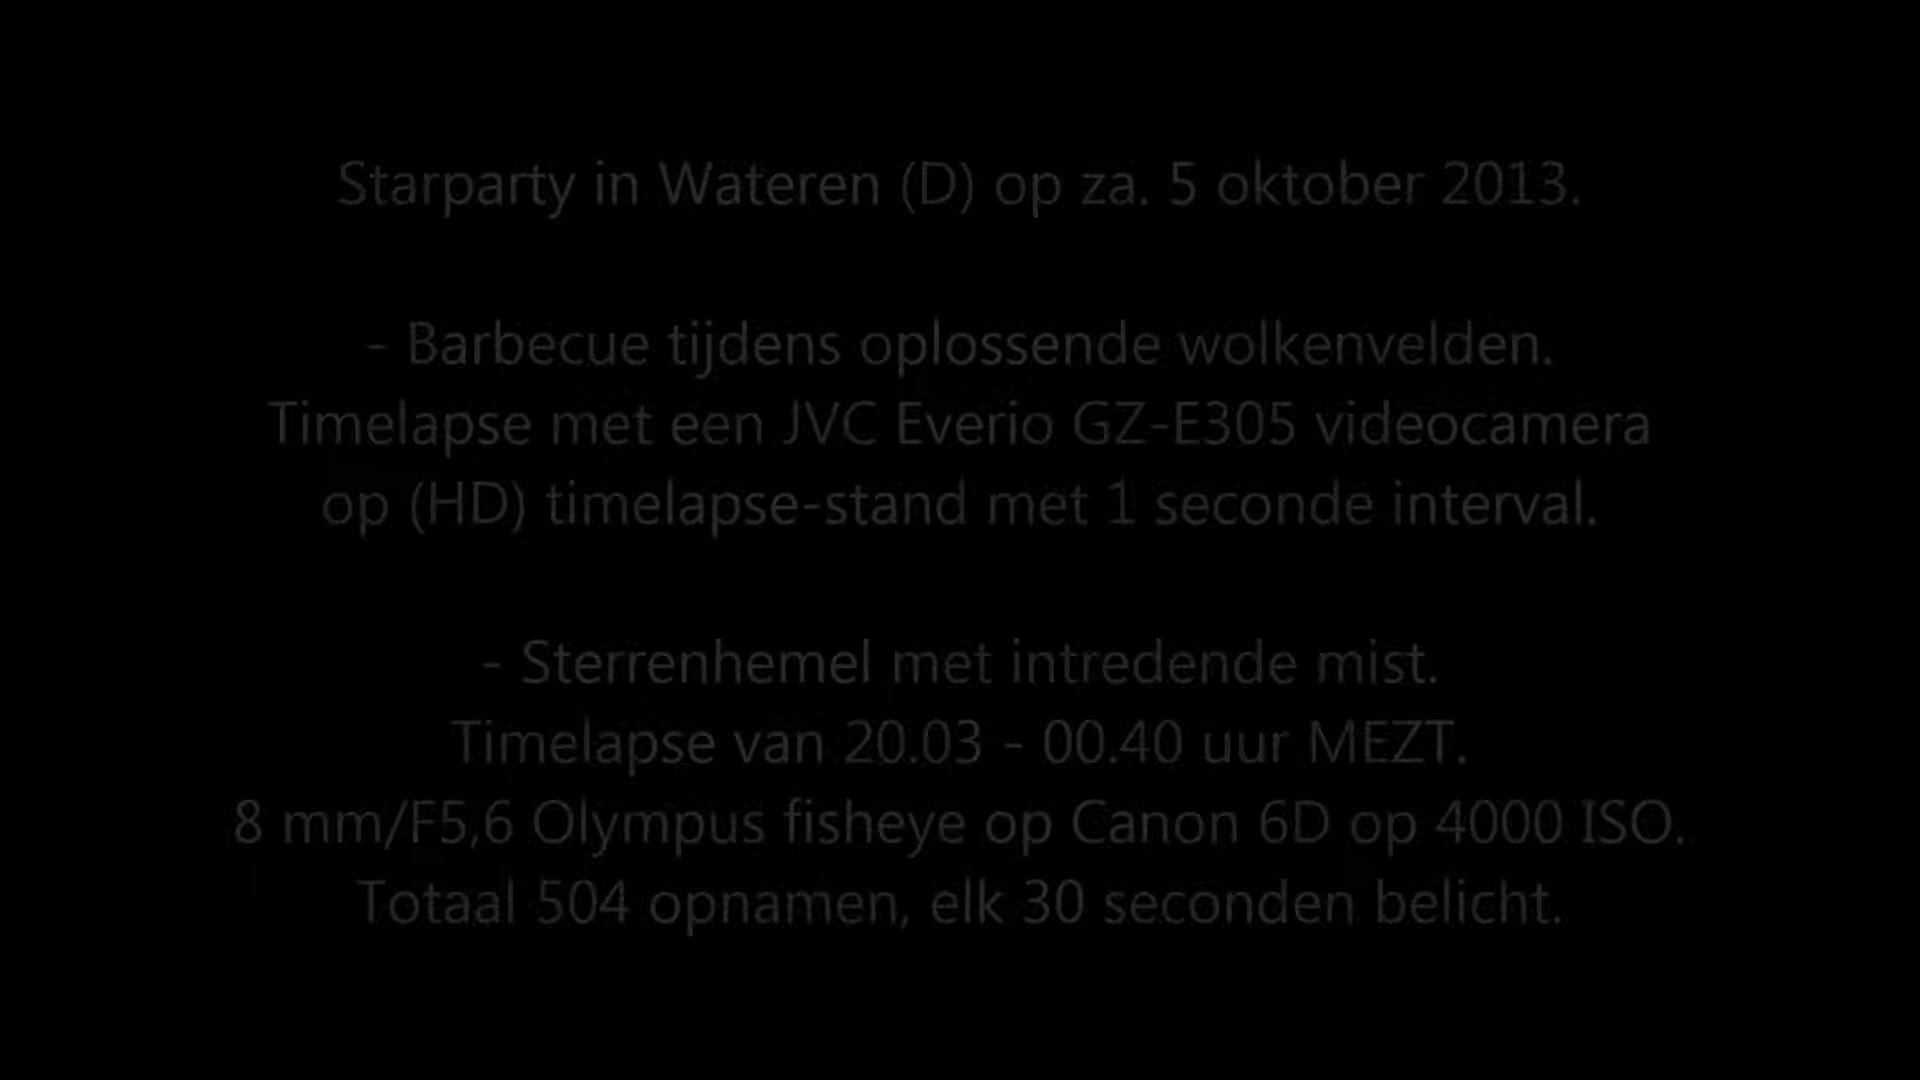 Starparty in Wateren (D) op za. 5 oktober 2013.
- Barbecue tijdens oplossende wolkenvelden.
Timelapse met een JVC Everio GZ-E305 videocamera
op (HD) timelapse-stand met 1 seconde interval.
- Sterrenhemel met intredende mist.
Timelapse van 20.03 - 00.40 uur MEZT.
8 mm/F5,6 Olympus fisheye op Canon 6D op 4000 ISO.
Totaal 504 opnamen, elk 30 seconden belicht.